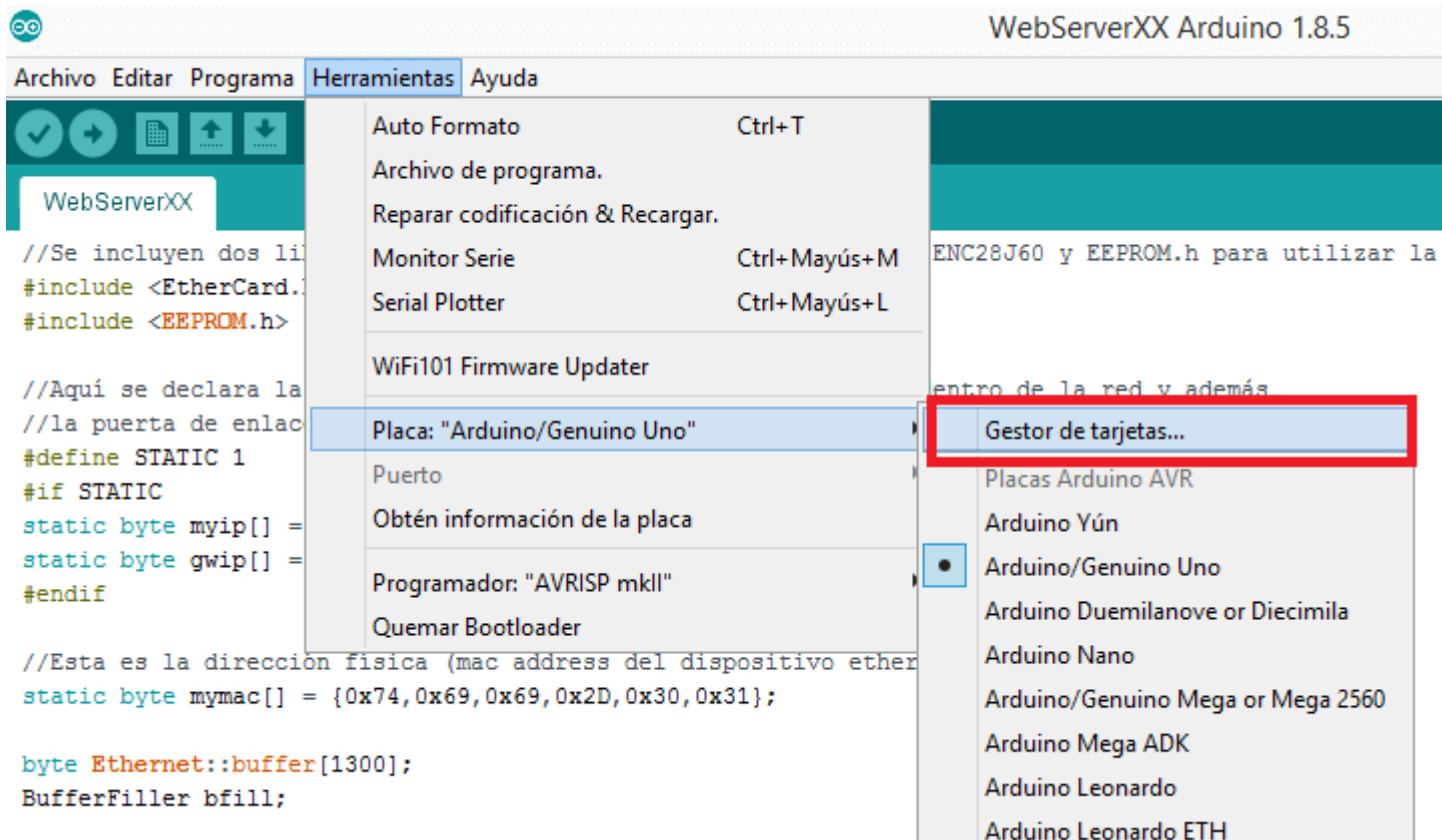 WebServerXX Arduino 1.8.5
Archivo Editar Programa Herramientas Ayuda
Auto Formato Ctrl+T
Archivo de programa.
Reparar codificación & Recargar.
Monitor Serie Ctrl+Mayús+M
Serial Plotter Ctrl+Mayús+L
WiFi101 Firmware Updater
Placa: "Arduino/Genuino Uno"
Puerto
Obtén información de la placa
Programador: "AVRISP mkII"
Quemar Bootloader
Gestor de tarjetas...
Placas Arduino AVR
Arduino Yún
Arduino/Genuino Uno
Arduino Duemilanove or Diecimila
Arduino Nano
Arduino/Genuino Mega or Mega 2560
Arduino Mega ADK
Arduino Leonardo
Arduino Leonardo ETH
WebServerXX
//Se incluyen dos li ENC28J60 y EEPROM.h para utilizar la
#include <EtherCard.
#include <EEPROM.h>
//Aquí se declara la entro de la red y además
//la puerta de enlac
#define STATIC 1
#if STATIC
static byte myip[] =
static byte gwip[] =
#endif
//Esta es la dirección fisica (mac address del dispositivo ether
static byte mymac[] = {0x74,0x69,0x69,0x2D,0x30,0x31};
byte Ethernet::buffer[1300];
BufferFiller bfill;